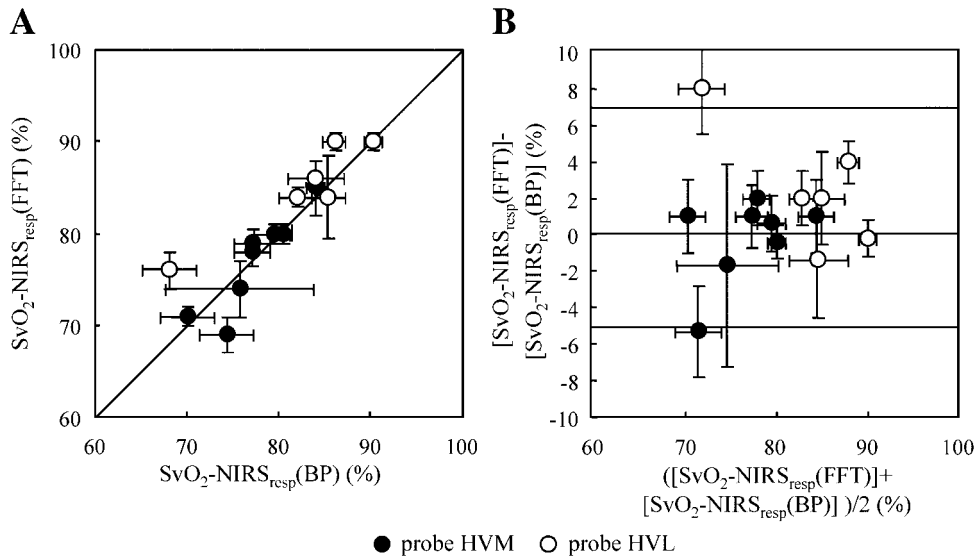 A
100
90
80
70
60
SvO₂-NIRSresp(FFT) (%)
60 70 80 90 100
SvO₂-NIRSresp(BP) (%)
B
10
8
6
4
2
0
-2
-4
-6
-8
-10
[SvO₂-NIRSresp(FFT)]-
[SvO₂-NIRSresp(BP)] (%)
60 70 80 90 100
([SvO₂-NIRSresp(FFT)]+
[SvO₂-NIRSresp(BP)] )/2 (%)
probe HVM probe HVL